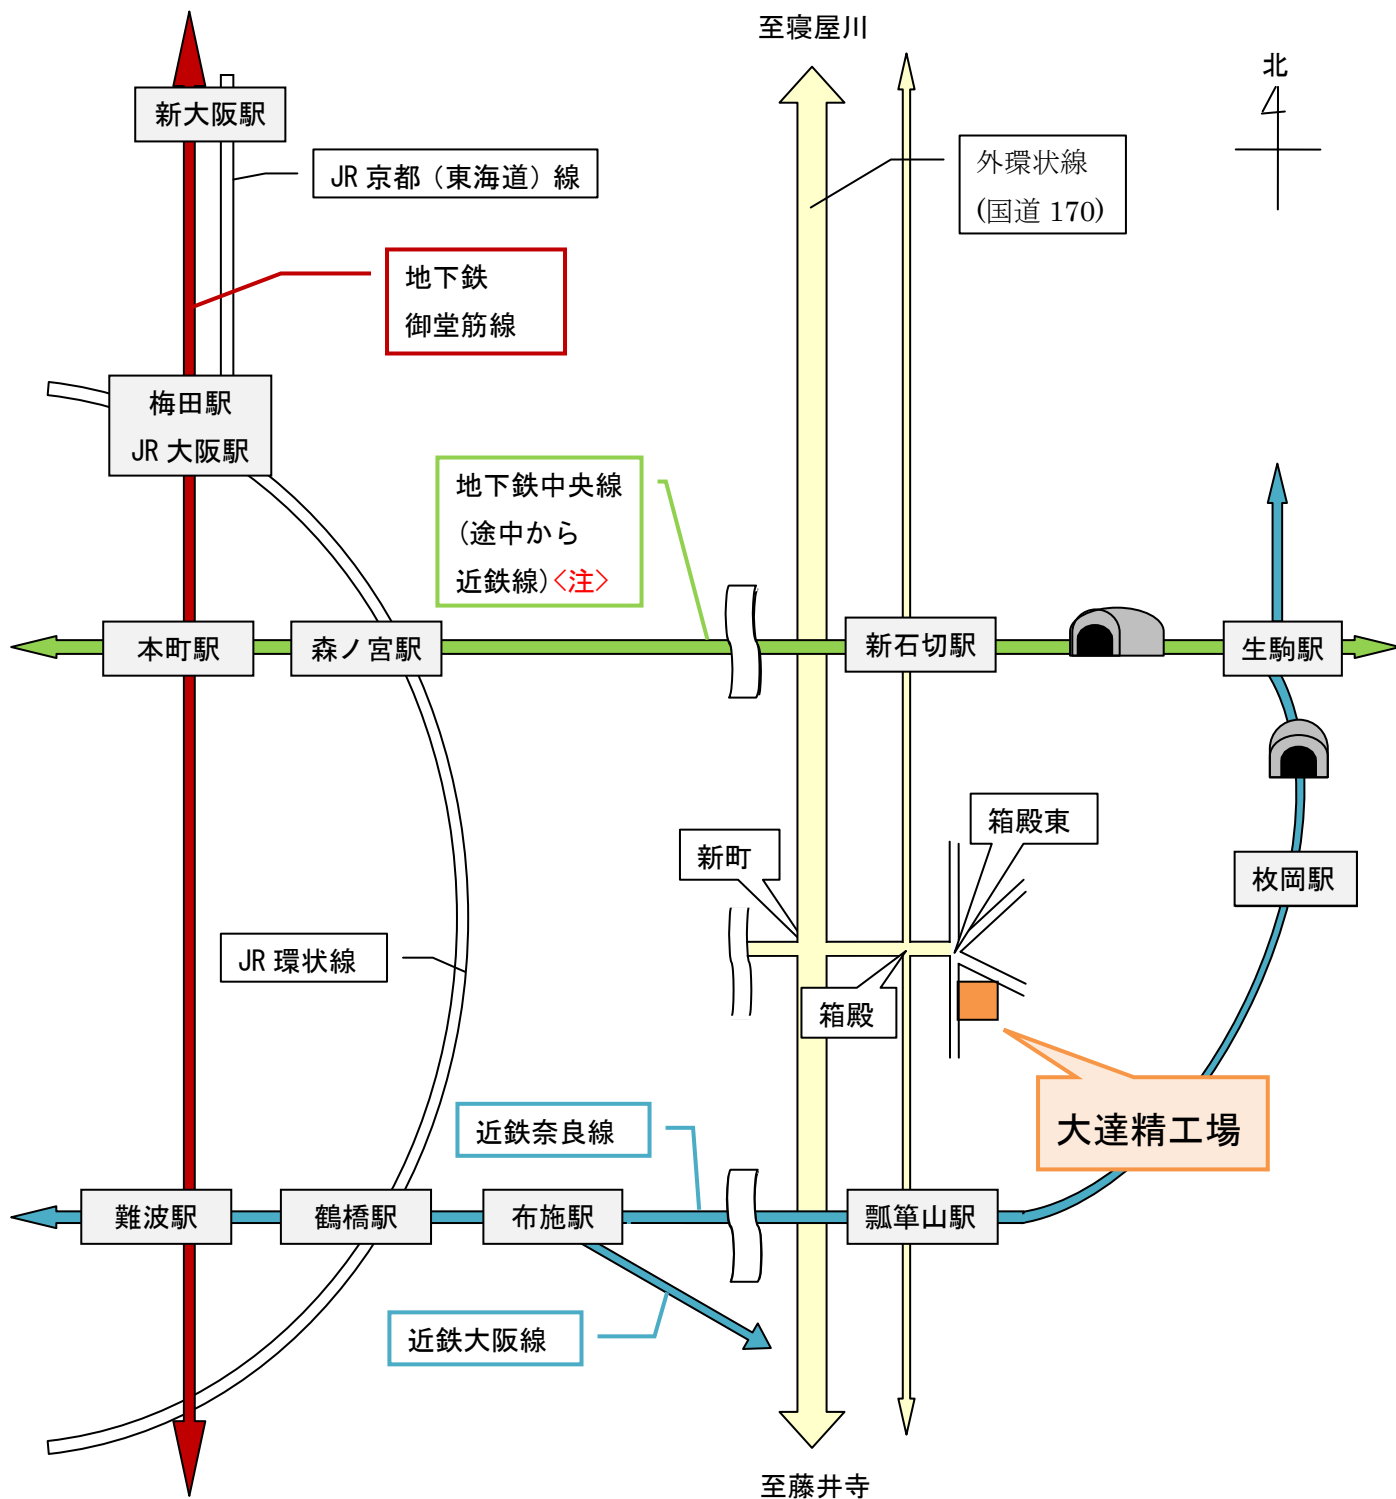 至寝屋川
北
新大阪駅
JR 京都（東海道）線
外環状線
(国道 170)
地下鉄
御堂筋線
梅田駅
JR 大阪駅
地下鉄中央線
(途中から
近鉄線)<注>
本町駅
森ノ宮駅
新石切駅
生駒駅
箱殿東
新町
枚岡駅
JR 環状線
箱殿
大達精工場
近鉄奈良線
難波駅
鶴橋駅
布施駅
瓢箪山駅
近鉄大阪線
至藤井寺